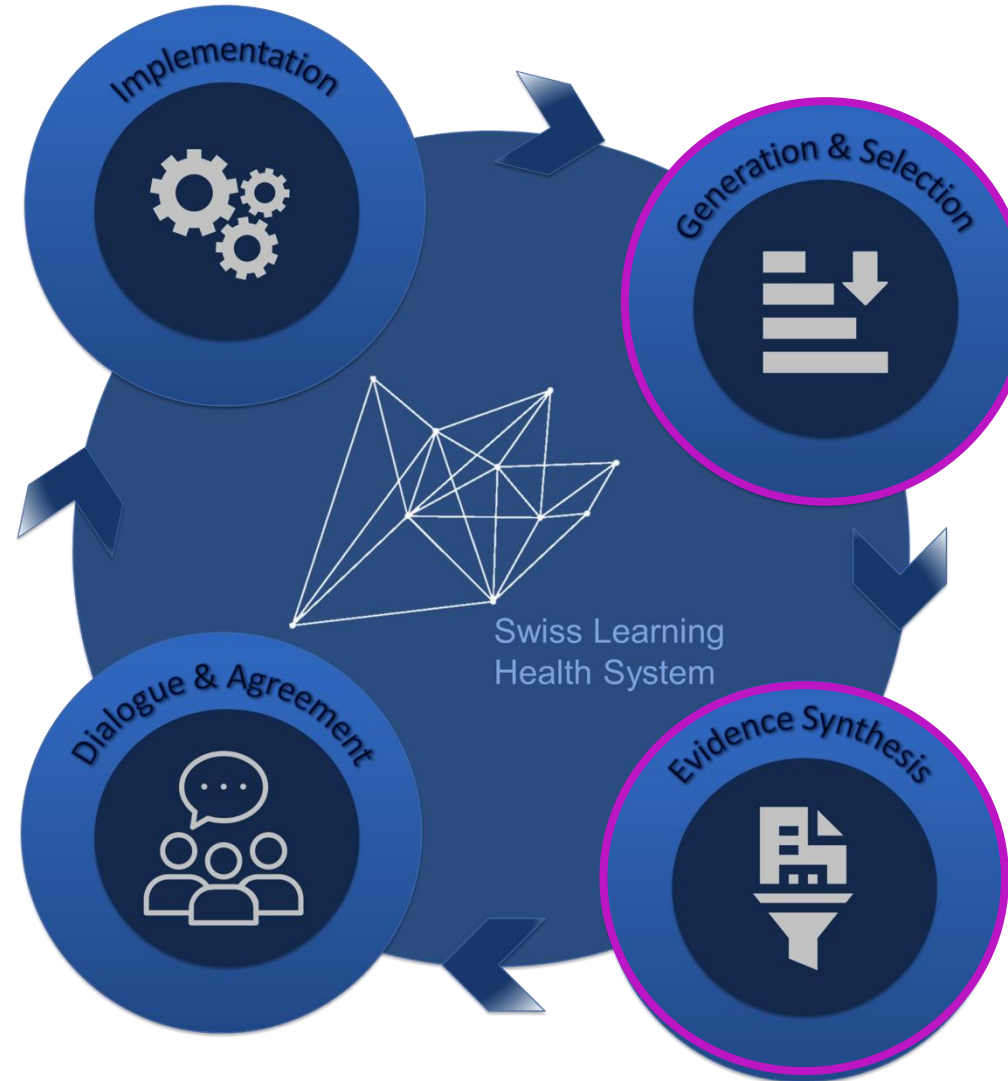 Implementation
Generation & Selection
Swiss Learning
Health System
Dialogue & Agreement
Evidence Synthesis